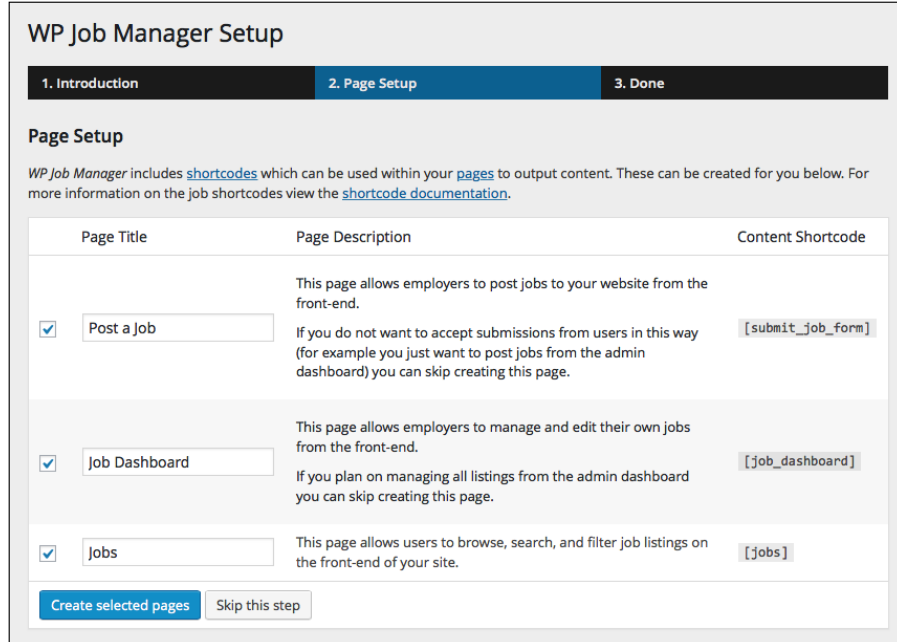 WP Job Manager Setup
1. Introduction
2. Page Setup
3. Done
Page Setup
WP Job Manager includes shortcodes which can be used within your pages to output content. These can be created for you below. For
more information on the job shortcodes view the shortcode documentation.
Page Title
Page Description
Content Shortcode
Post a Job
This page allows employers to post jobs to your website from the
front-end.
If you do not want to accept submissions from users in this way
(for example you just want to post jobs from the admin
dashboard) you can skip creating this page.
[submit_job_form]
Job Dashboard
This page allows employers to manage and edit their own jobs
from the front-end.
If you plan on managing all listings from the admin dashboard
you can skip creating this page.
[job_dashboard]
Jobs
This page allows users to browse, search, and filter job listings on
the front-end of your site.
[jobs]
Create selected pages
Skip this step